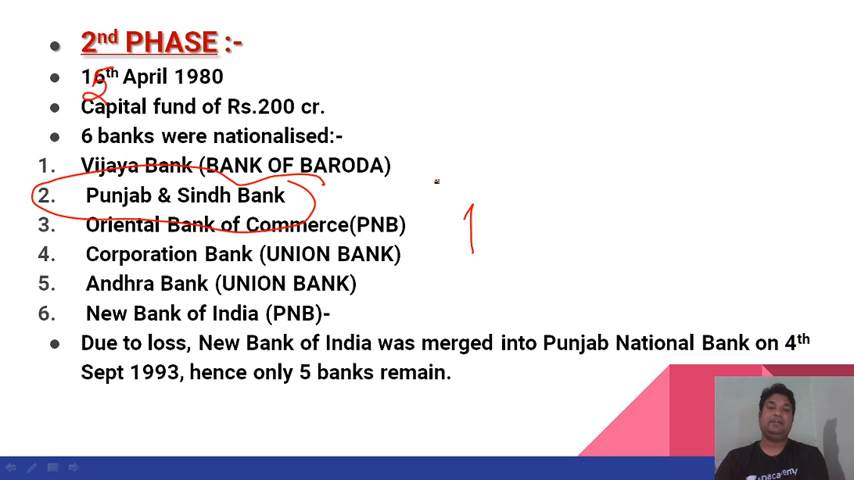 2nd PHASE :-
16th April 1980
5
Capital fund of Rs.200 cr.
6 banks were nationalised:-
1. Vijaya Bank (BANK OF BARODA)
2. Punjab & Sindh Bank
3. Oriental Bank of Commerce(PNB)
1
4. Corporation Bank (UNION BANK)
5. Andhra Bank (UNION BANK)
6. New Bank of India (PNB)-
Due to loss, New Bank of India was merged into Punjab National Bank on 4th
Sept 1993, hence only 5 banks remain.